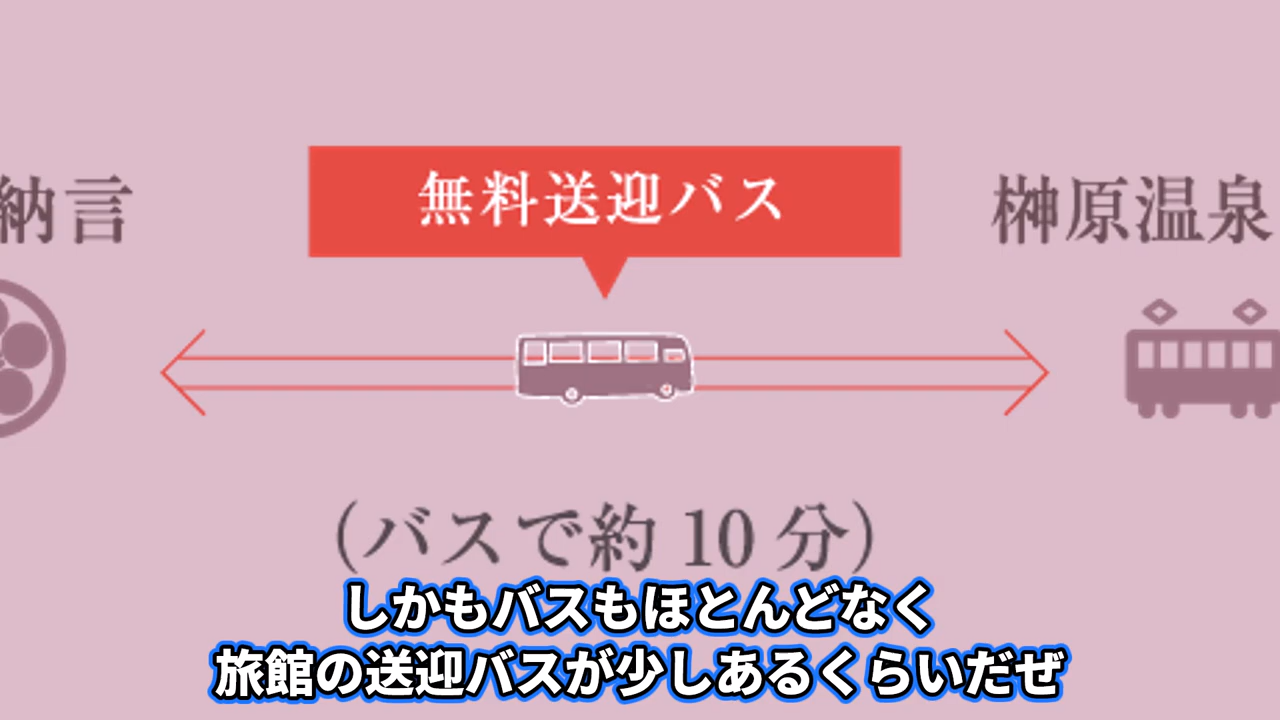 納言
無料送迎バス
榊原温泉
（バスで約10分）
しかもバスもほとんどなく
旅館の送迎バスが少しあるくらいだぜ